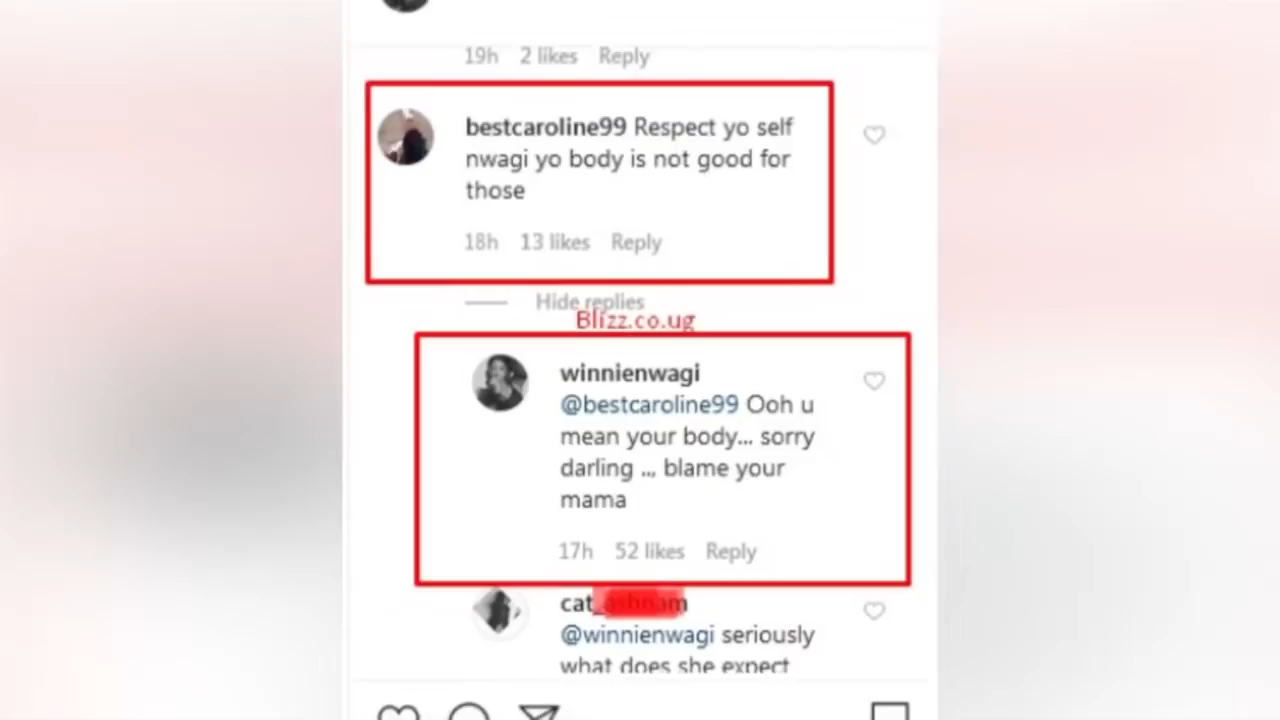 19h 2 likes Reply
bestcaroline99 Respect yo self
nwagi yo body is not good for
those
18h 13 likes Reply
Hide replies
Blizz.co.ug
winnienwagi
@bestcaroline99 Ooh u
mean your body... sorry
darling ... blame your
mama
17h 52 likes Reply
cat_
@winnienwagi seriously
what does she expect